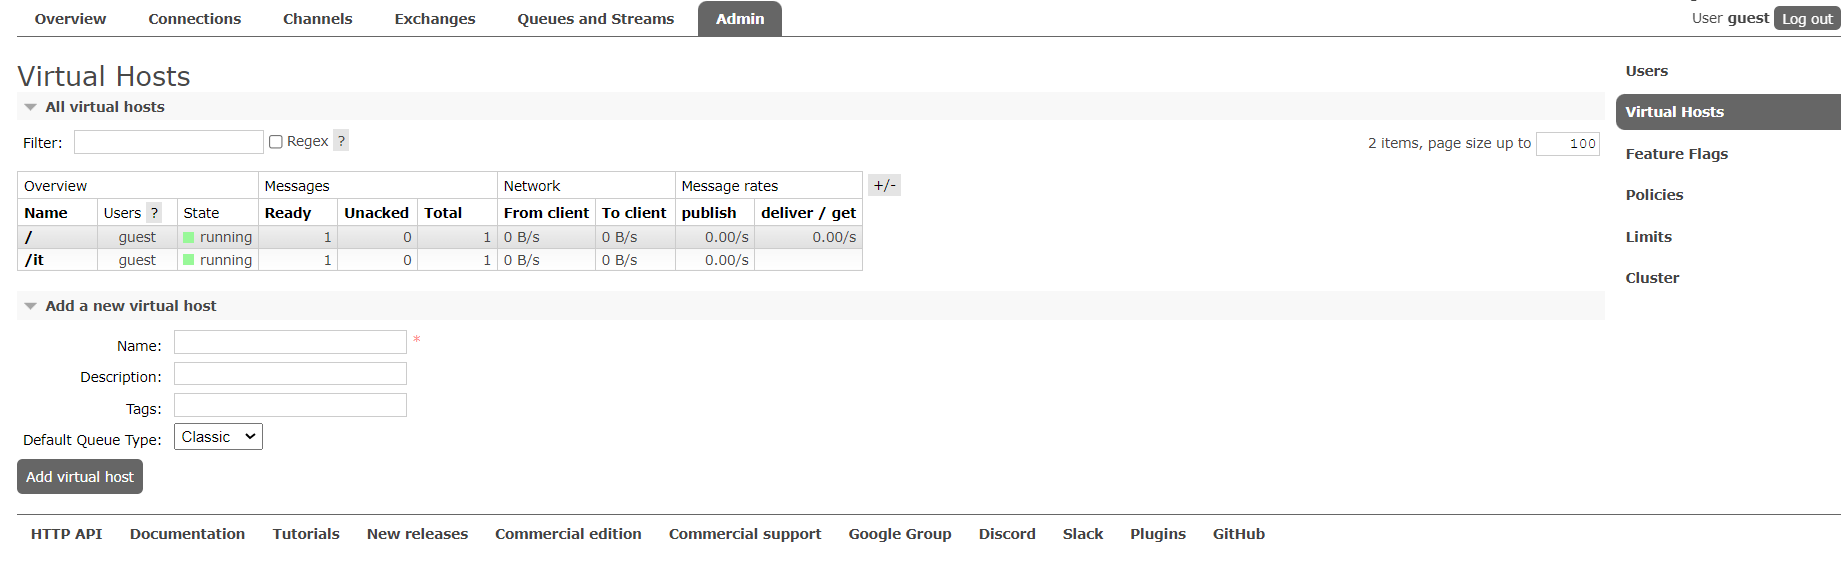 Overview Connections Channels Exchanges Queues and Streams Admin User guest Log out
Virtual Hosts
All virtual hosts
Filter: Regex ? 2 items, page size up to 100
Overview Messages Network Message rates +/-
Name Users ? State Ready Unacked Total From client To client publish deliver / get
/ guest running 1 0 1 0 B/s 0 B/s 0.00/s 0.00/s
/it guest running 1 0 1 0 B/s 0 B/s 0.00/s
Add a new virtual host
Name: *
Description:
Tags:
Default Queue Type: Classic
Add virtual host
Users
Virtual Hosts
Feature Flags
Policies
Limits
Cluster
HTTP API Documentation Tutorials New releases Commercial edition Commercial support Google Group Discord Slack Plugins GitHub